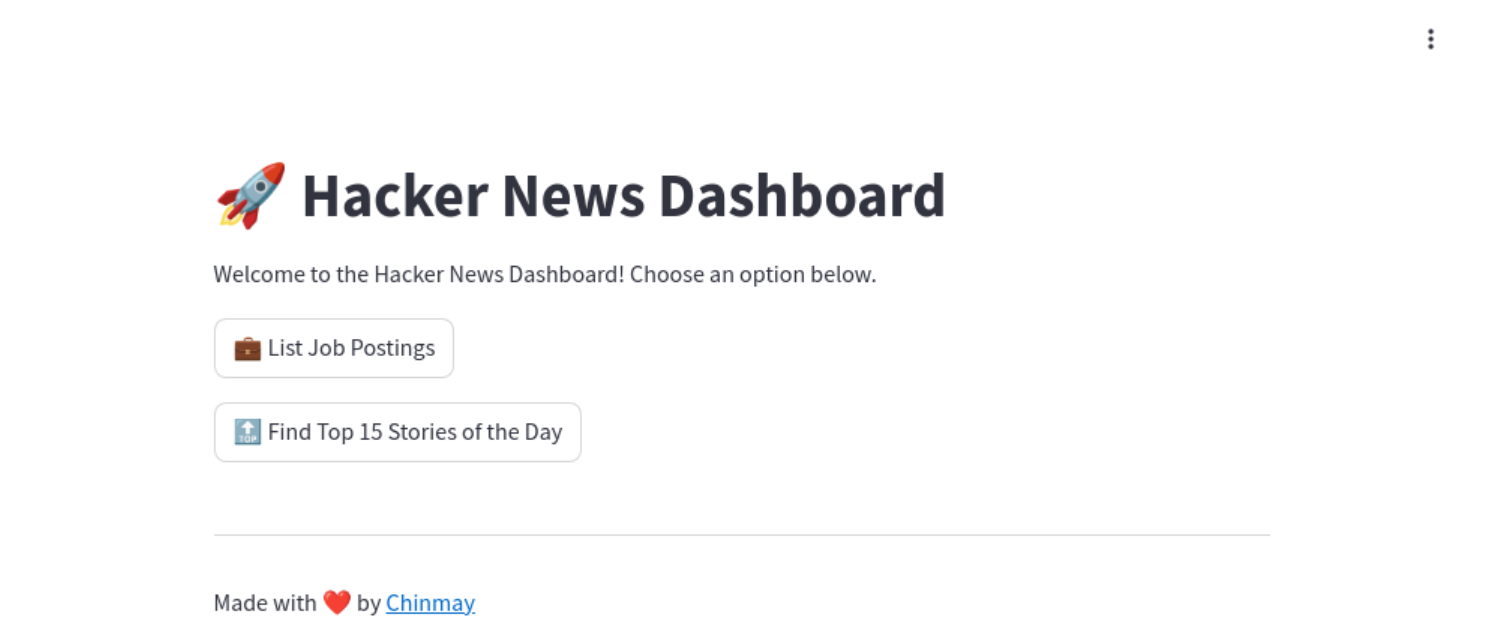 🚀 Hacker News Dashboard
Welcome to the Hacker News Dashboard! Choose an option below.
💼 List Job Postings
🔝 Find Top 15 Stories of the Day
Made with ❤️ by Chinmay